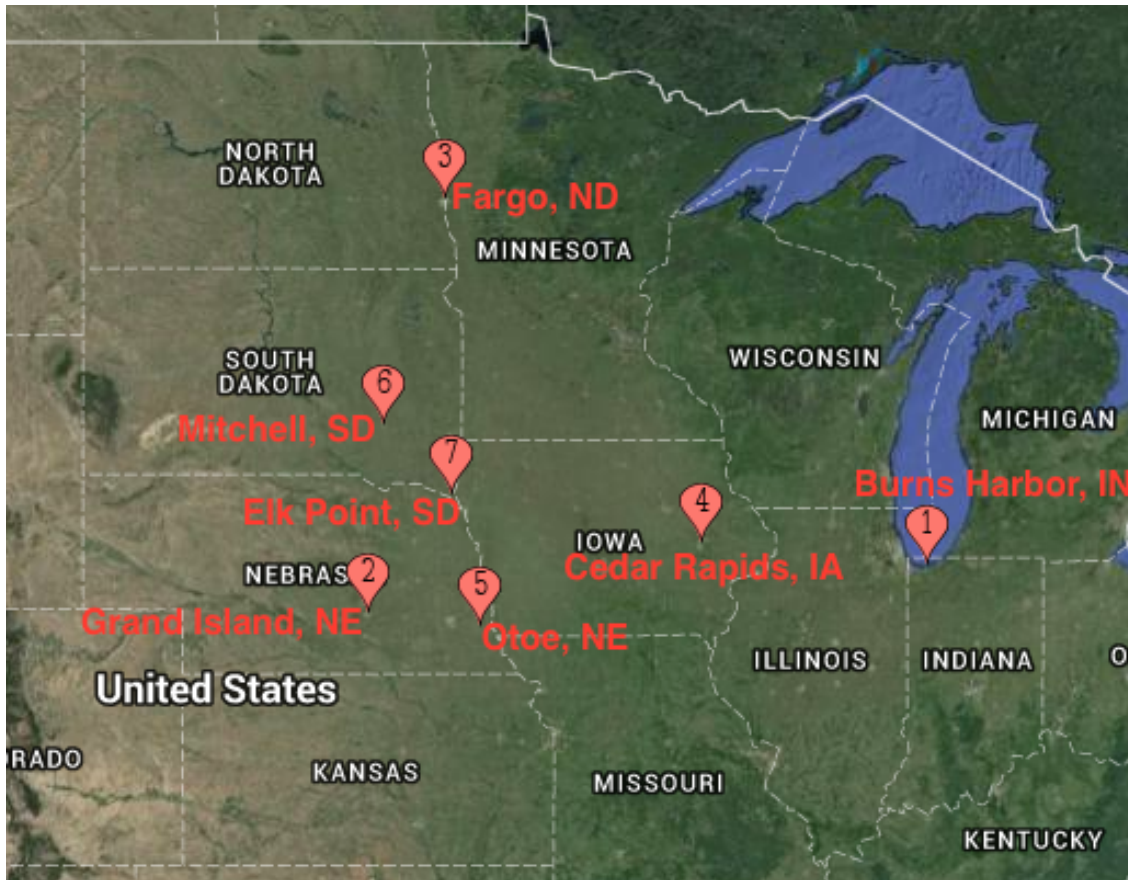 NORTH
DAKOTA
3
Fargo, ND
MINNESOTA
SOUTH
DAKOTA
WISCONSIN
6
Mitchell, SD
MICHIGAN
7
Burns Harbor, IN
Elk Point, SD
4
1
IOWA
Cedar Rapids, IA
NEBRAS
2
5
Grand Island, NE
Otoe, NE
ILLINOIS
INDIANA
O
United States
ORADO
KANSAS
MISSOURI
KENTUCKY